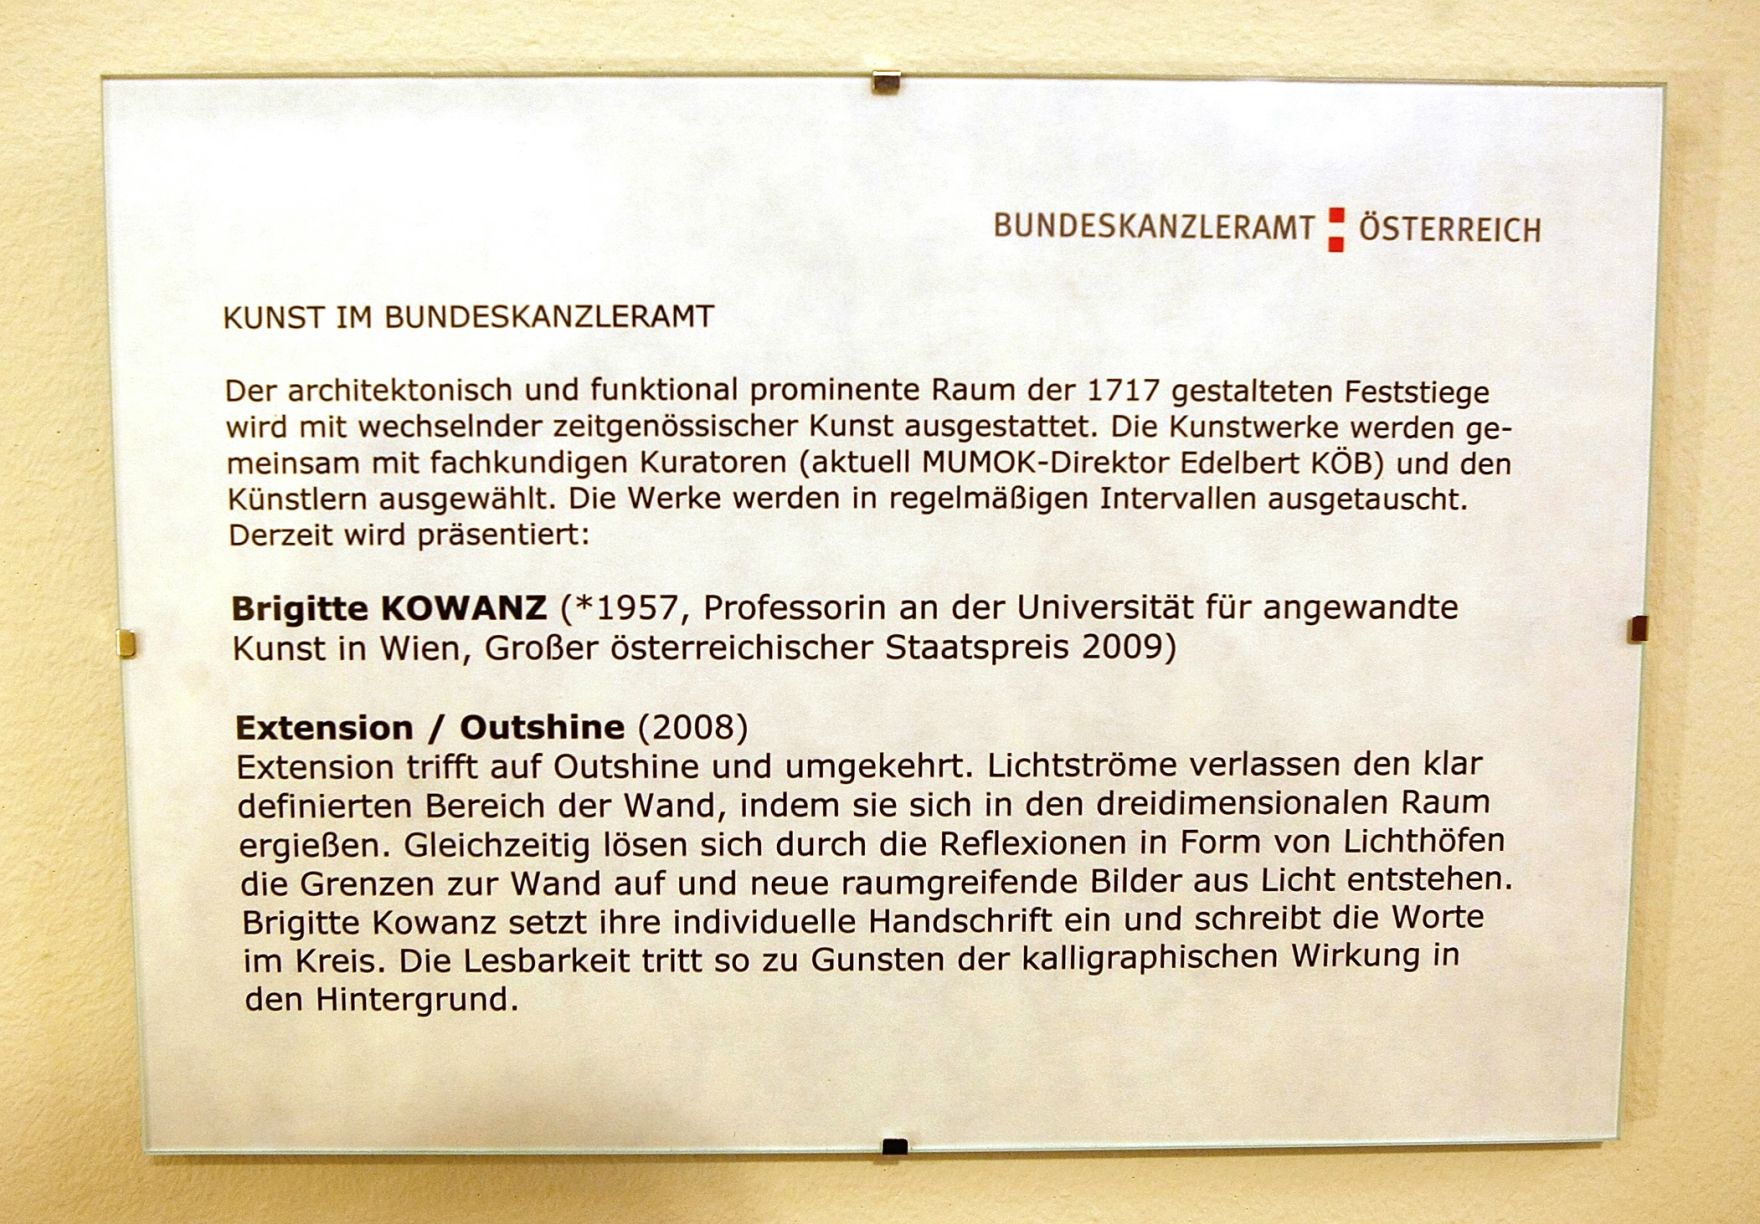 BUNDESKANZLERAMT ÖSTERREICH
KUNST IM BUNDESKANZLERAMT
Der architektonisch und funktional prominente Raum der 1717 gestalteten Feststiege
wird mit wechselnder zeitgenössischer Kunst ausgestattet. Die Kunstwerke werden ge-
meinsam mit fachkundigen Kuratoren (aktuell MUMOK-Direktor Edelbert KÖB) und den
Künstlern ausgewählt. Die Werke werden in regelmäßigen Intervallen ausgetauscht.
Derzeit wird präsentiert:
Brigitte KOWANZ (*1957, Professorin an der Universität für angewandte
Kunst in Wien, Großer österreichischer Staatspreis 2009)
Extension / Outshine (2008)
Extension trifft auf Outshine und umgekehrt. Lichtströme verlassen den klar
definierten Bereich der Wand, indem sie sich in den dreidimensionalen Raum
ergießen. Gleichzeitig lösen sich durch die Reflexionen in Form von Lichthöfen
die Grenzen zur Wand auf und neue raumgreifende Bilder aus Licht entstehen.
Brigitte Kowanz setzt ihre individuelle Handschrift ein und schreibt die Worte
im Kreis. Die Lesbarkeit tritt so zu Gunsten der kalligraphischen Wirkung in
den Hintergrund.